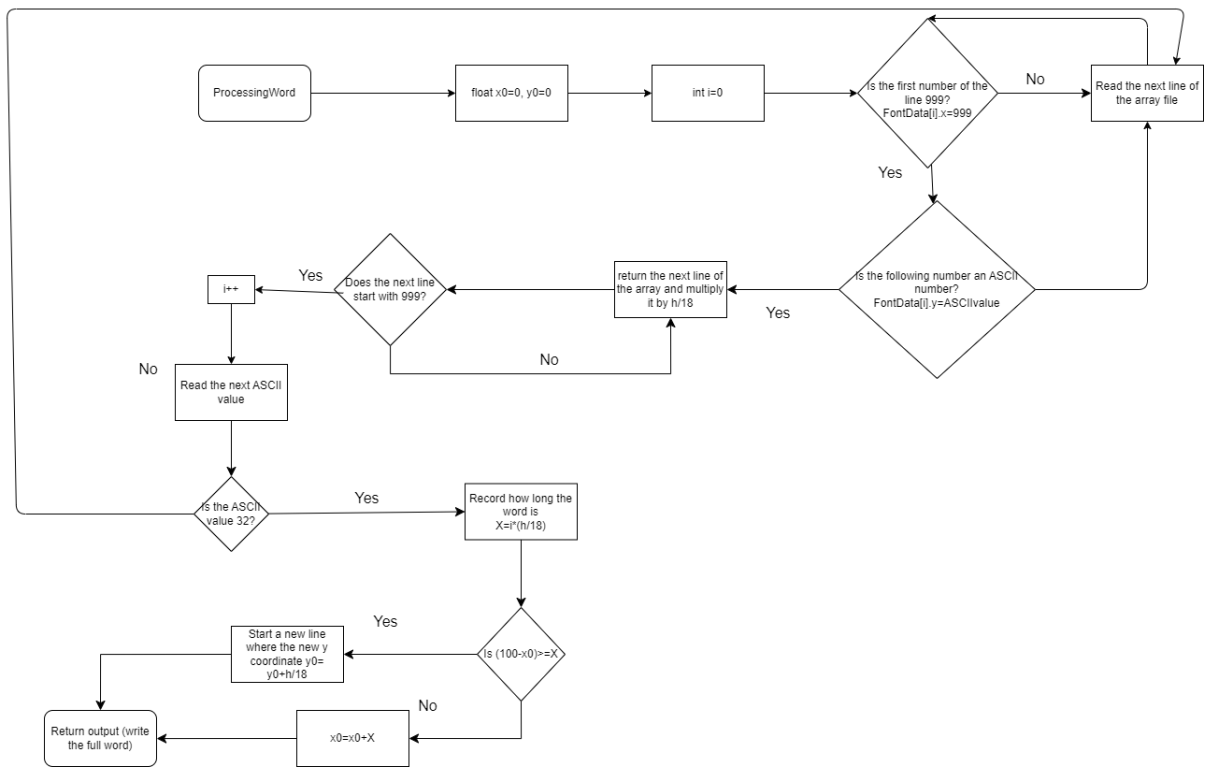 ProcessingWord
float x0=0, y0=0
int i=0
Is the first number of the
line 999?
FontData[i].x=999
No
Read the next line of
the array file
Yes
Is the following number an ASCII
number?
FontData[i].y=ASCIIvalue
Yes
return the next line of
the array and multiply
it by h/18
Does the next line
start with 999?
Yes
No
i++
No
Read the next ASCII
value
Is the ASCII
value 32?
Yes
Record how long the
word is
X=i*(h/18)
Is (100-x0)>=X
Yes
Start a new line
where the new y
coordinate y0=
y0+h/18
No
x0=x0+X
Return output (write
the full word)